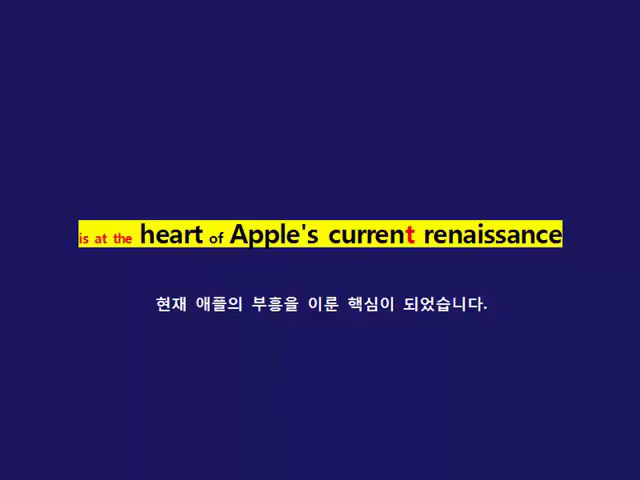 is at the heart of Apple's current renaissance
현재 애플의 부흥을 이룬 핵심이 되었습니다.